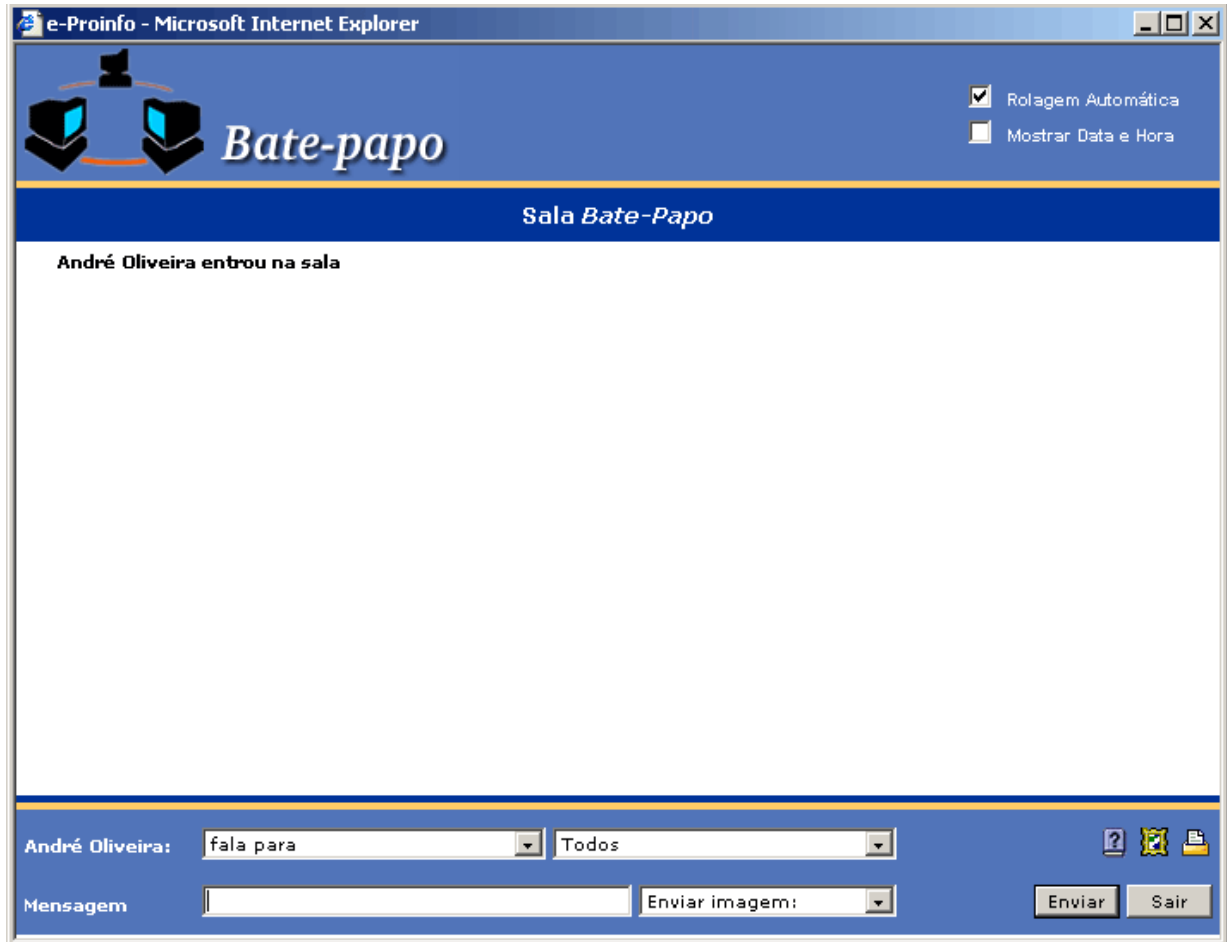 e-Proinfo - Microsoft Internet Explorer
Bate-papo
Rolagem Automática
Mostrar Data e Hora
Sala Bate-Papo
André Oliveira entrou na sala
André Oliveira: fala para Todos
Mensagem Enviar imagem: Enviar Sair